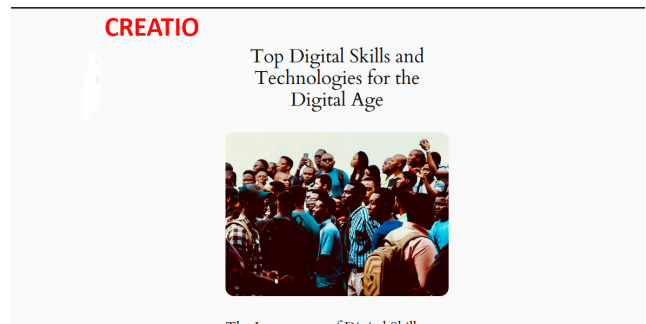 CREATIO
Top Digital Skills and
Technologies for the
Digital Age